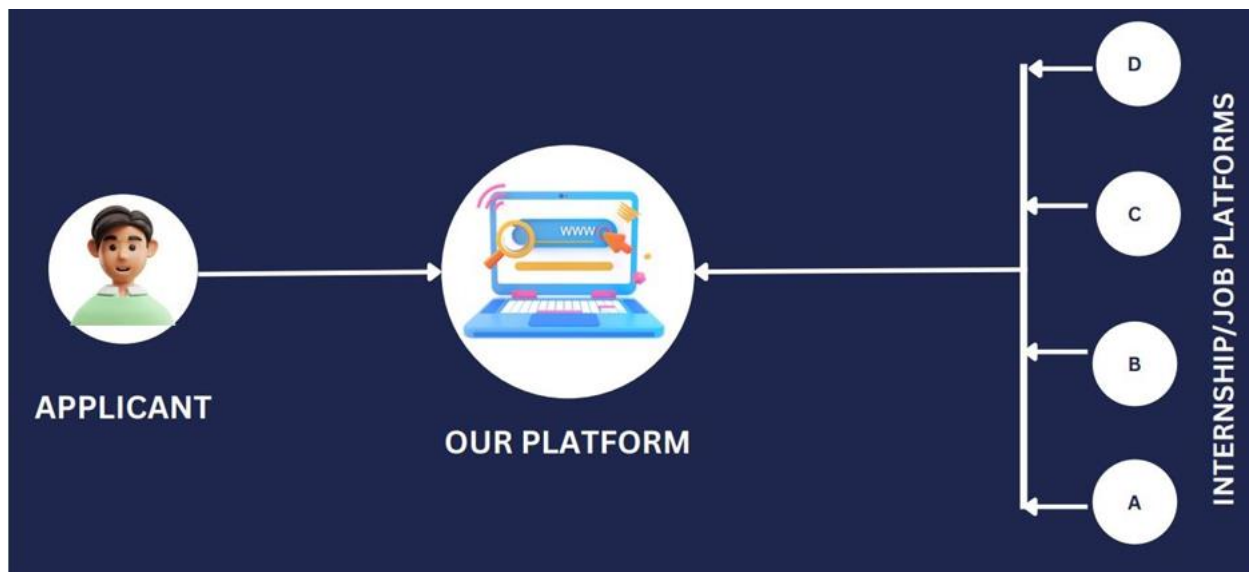 APPLICANT
WWW
OUR PLATFORM
D
C
B
A
INTERNSHIP/JOB PLATFORMS